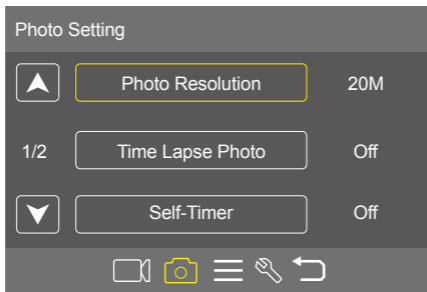 Photo Setting
Photo Resolution 20M
1/2 Time Lapse Photo Off
Self-Timer Off